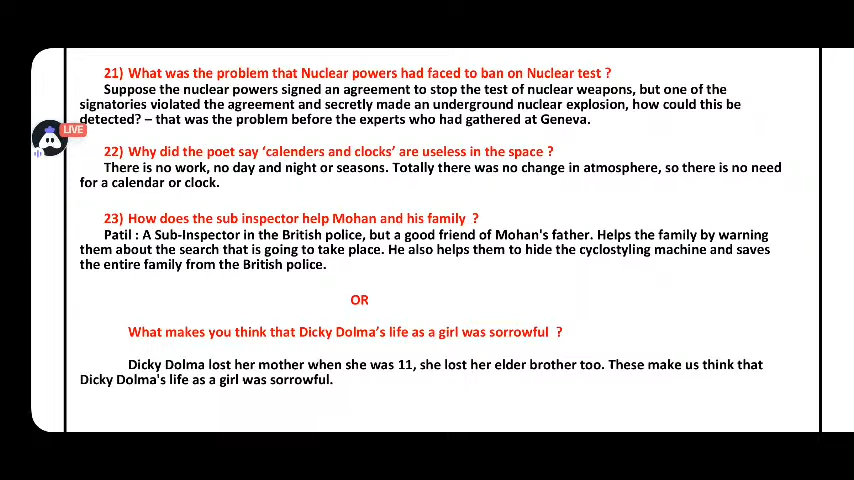 21) What was the problem that Nuclear powers had faced to ban on Nuclear test ?
Suppose the nuclear powers signed an agreement to stop the test of nuclear weapons, but one of the
signatories violated the agreement and secretly made an underground nuclear explosion, how could this be
detected? – that was the problem before the experts who had gathered at Geneva.
LIVE
22) Why did the poet say ‘calenders and clocks’ are useless in the space ?
There is no work, no day and night or seasons. Totally there was no change in atmosphere, so there is no need
for a calendar or clock.
23) How does the sub inspector help Mohan and his family ?
Patil : A Sub-Inspector in the British police, but a good friend of Mohan's father. Helps the family by warning
them about the search that is going to take place. He also helps them to hide the cyclostyling machine and saves
the entire family from the British police.
OR
What makes you think that Dicky Dolma’s life as a girl was sorrowful ?
Dicky Dolma lost her mother when she was 11, she lost her elder brother too. These make us think that
Dicky Dolma's life as a girl was sorrowful.